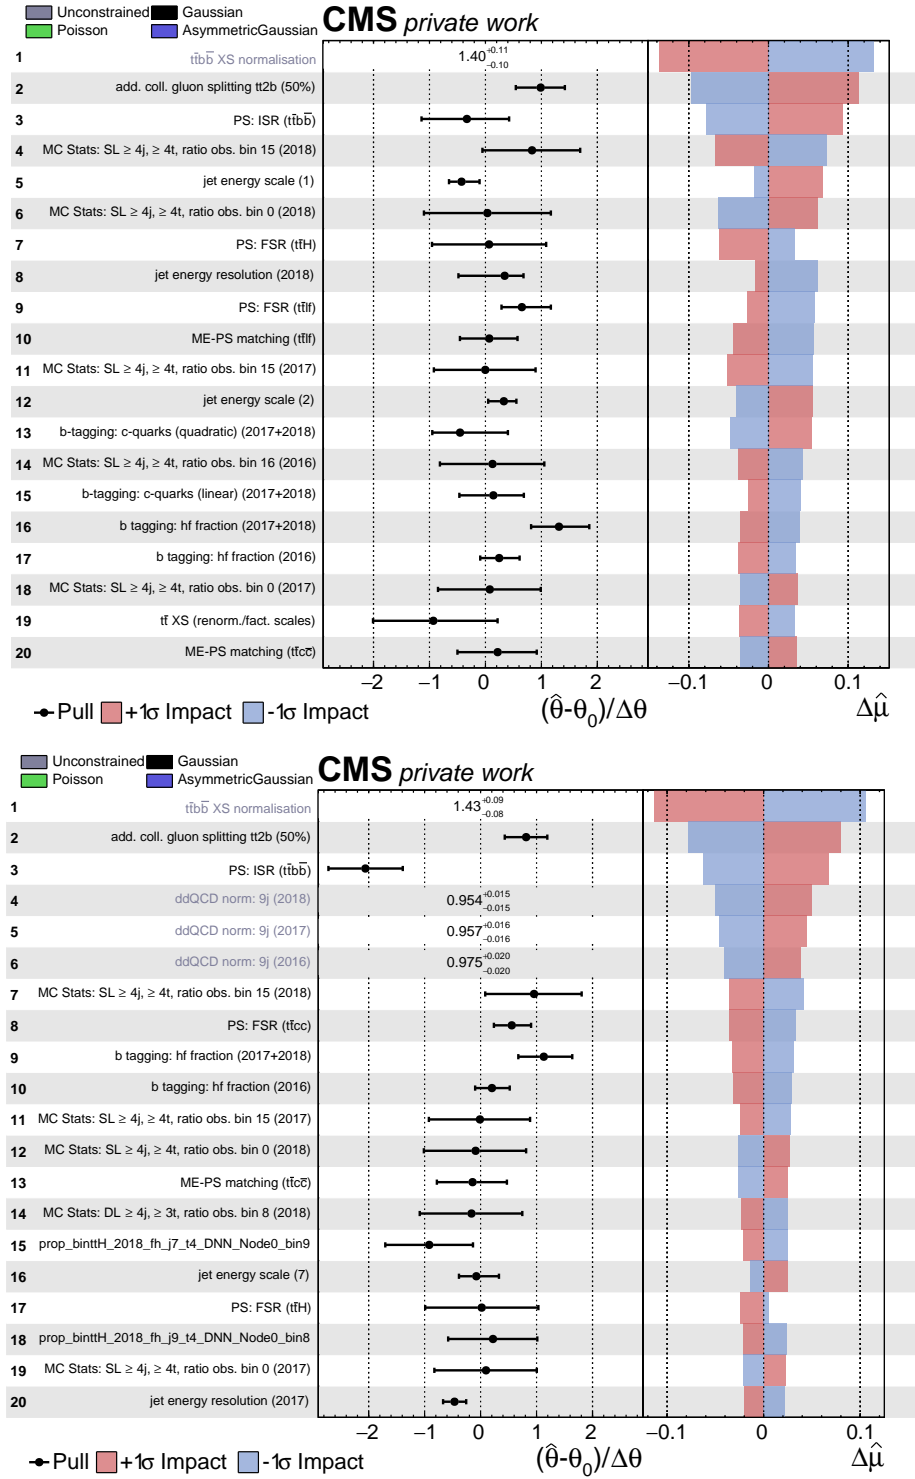 Unconstrained Gaussian
Poisson AsymmetricGaussian
CMS private work
1 tt̄bb̄ XS normalisation 1.40 +0.11 −0.10
2 add. coll. gluon splitting tt2b (50%)
3 PS: ISR (tt̄bb̄)
4 MC Stats: SL ≥ 4j, ≥ 4t, ratio obs. bin 15 (2018)
5 jet energy scale (1)
6 MC Stats: SL ≥ 4j, ≥ 4t, ratio obs. bin 0 (2018)
7 PS: FSR (tt̄H)
8 jet energy resolution (2018)
9 PS: FSR (tt̄lf)
10 ME-PS matching (tt̄lf)
11 MC Stats: SL ≥ 4j, ≥ 4t, ratio obs. bin 15 (2017)
12 jet energy scale (2)
13 b-tagging: c-quarks (quadratic) (2017+2018)
14 MC Stats: SL ≥ 4j, ≥ 4t, ratio obs. bin 16 (2016)
15 b-tagging: c-quarks (linear) (2017+2018)
16 b tagging: hf fraction (2017+2018)
17 b tagging: hf fraction (2016)
18 MC Stats: SL ≥ 4j, ≥ 4t, ratio obs. bin 0 (2017)
19 tt̄ XS (renorm./fact. scales)
20 ME-PS matching (tt̄cc̄)
−2 −1 0 1 2 −0.1 0 0.1
Pull +1σ Impact -1σ Impact (θ̂-θ₀)/Δθ Δμ̂
Unconstrained Gaussian
Poisson AsymmetricGaussian
CMS private work
1 tt̄bb̄ XS normalisation 1.43 +0.09 −0.08
2 add. coll. gluon splitting tt2b (50%)
3 PS: ISR (tt̄bb̄)
4 ddQCD norm: 9j (2018) 0.954 +0.015 −0.015
5 ddQCD norm: 9j (2017) 0.957 +0.016 −0.016
6 ddQCD norm: 9j (2016) 0.975 +0.020 −0.020
7 MC Stats: SL ≥ 4j, ≥ 4t, ratio obs. bin 15 (2018)
8 PS: FSR (tt̄cc)
9 b tagging: hf fraction (2017+2018)
10 b tagging: hf fraction (2016)
11 MC Stats: SL ≥ 4j, ≥ 4t, ratio obs. bin 15 (2017)
12 MC Stats: SL ≥ 4j, ≥ 4t, ratio obs. bin 0 (2018)
13 ME-PS matching (tt̄cc̄)
14 MC Stats: DL ≥ 4j, ≥ 3t, ratio obs. bin 8 (2018)
15 prop_binttH_2018_fh_j7_t4_DNN_Node0_bin9
16 jet energy scale (7)
17 PS: FSR (tt̄H)
18 prop_binttH_2018_fh_j9_t4_DNN_Node0_bin8
19 MC Stats: SL ≥ 4j, ≥ 4t, ratio obs. bin 0 (2017)
20 jet energy resolution (2017)
−2 −1 0 1 2 −0.1 0 0.1
Pull +1σ Impact -1σ Impact (θ̂-θ₀)/Δθ Δμ̂